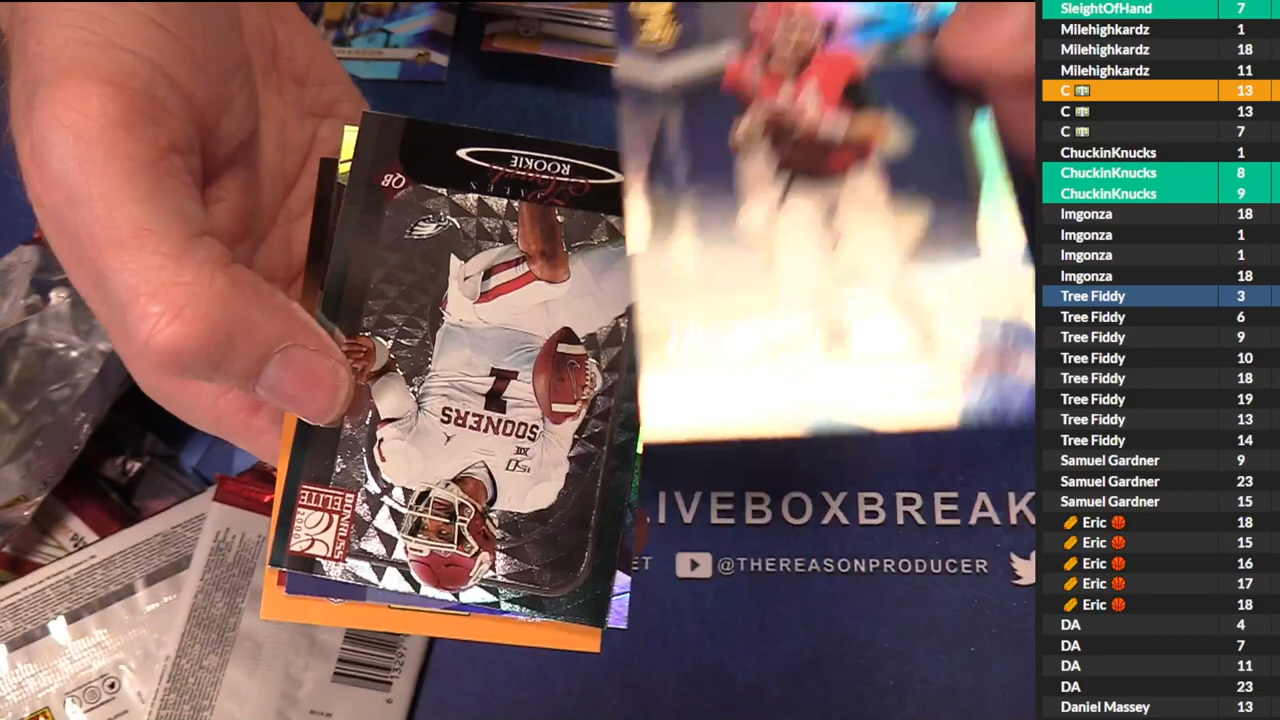 SleightOfHand 7
Milehighkardz 1
Milehighkardz 18
Milehighkardz 11
C 13
C 13
C 7
ChuckinKnucks 1
ChuckinKnucks 8
ChuckinKnucks 9
Imgonza 18
Imgonza 1
Imgonza 1
Imgonza 18
Tree Fiddy 3
Tree Fiddy 6
Tree Fiddy 9
Tree Fiddy 10
Tree Fiddy 18
Tree Fiddy 19
Tree Fiddy 13
Tree Fiddy 14
Samuel Gardner 9
Samuel Gardner 23
Samuel Gardner 15
Eric 18
Eric 15
Eric 16
Eric 17
Eric 18
DA 4
DA 7
DA 11
DA 23
Daniel Massey 13
ROOKIE
JALEN
QB
1
SOONERS
150
DONRUSS
ELITE
2000
IVEBOXBREAK
ET @THEREASONPRODUCER